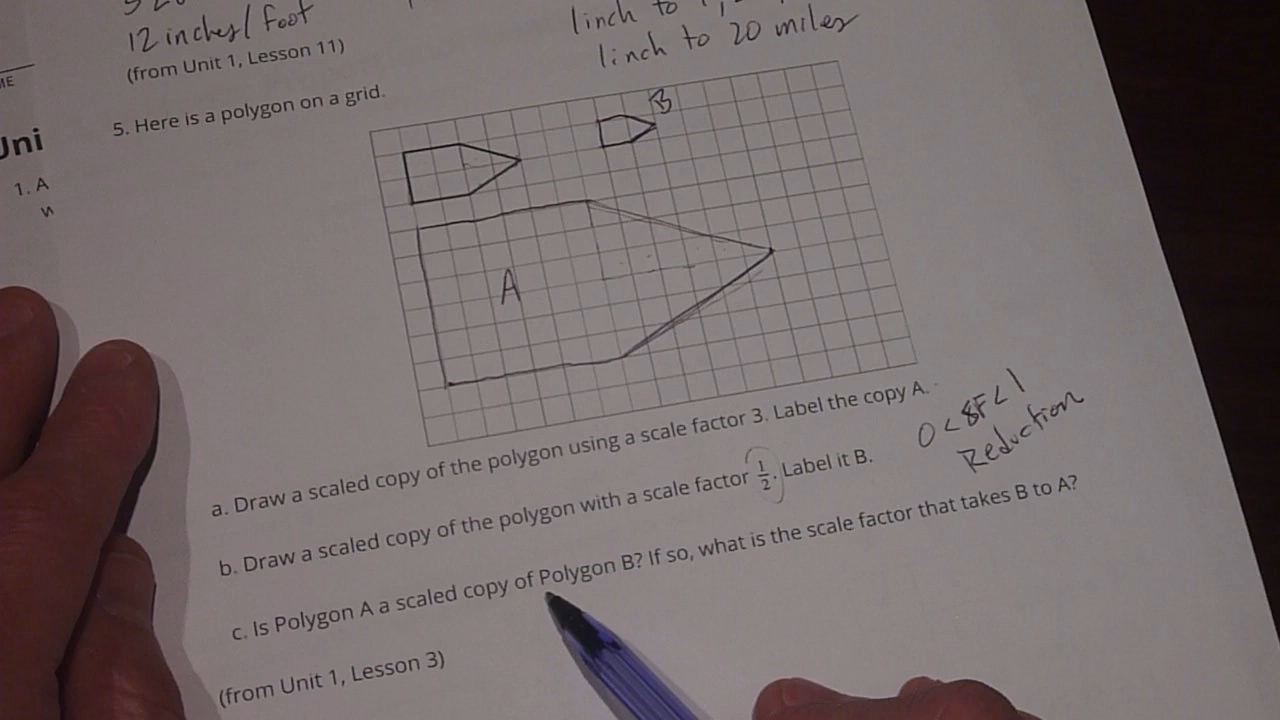 12 inches/foot
1 inch to
1 inch to 20 miles
(from Unit 1, Lesson 11)
ME
Uni
1. A
5. Here is a polygon on a grid.
B
A
a. Draw a scaled copy of the polygon using a scale factor 3. Label the copy A.
b. Draw a scaled copy of the polygon with a scale factor 1/2. Label it B.
0 < SF < 1
Reduction
c. Is Polygon A a scaled copy of Polygon B? If so, what is the scale factor that takes B to A?
(from Unit 1, Lesson 3)